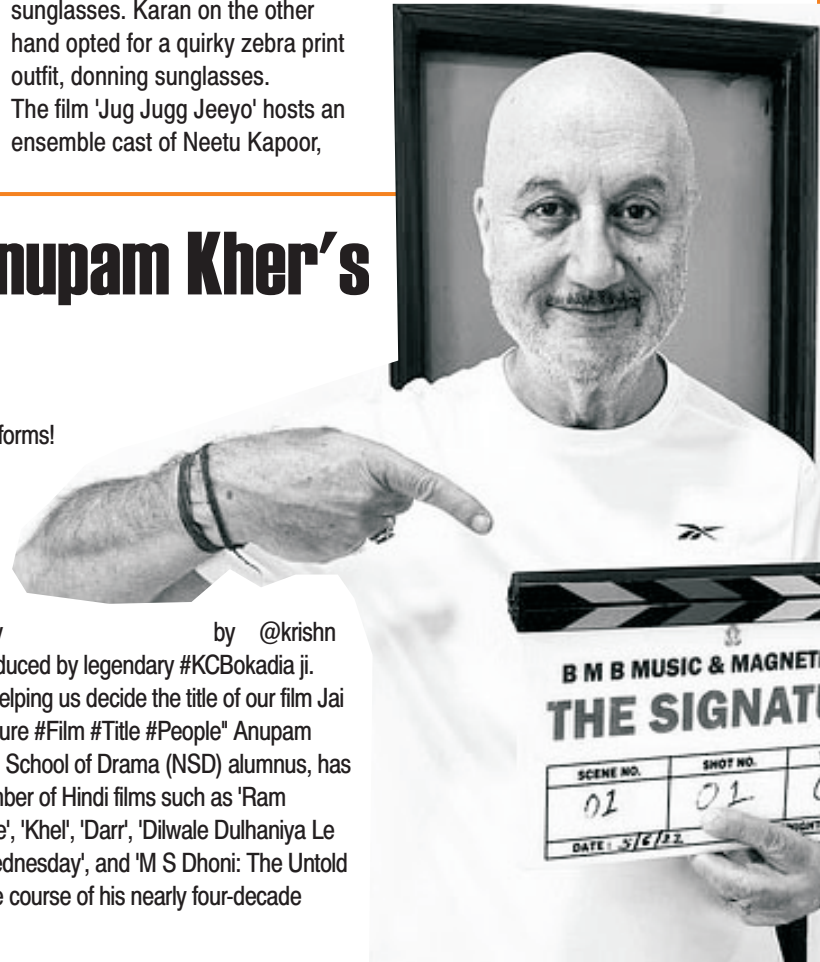 sunglasses. Karan on the other
hand opted for a quirky zebra print
outfit, donning sunglasses.
The film 'Jug Jugg Jeeyo' hosts an
ensemble cast of Neetu Kapoor,
nupam Kher's
forms!
by @krishn
duced by legendary #KCBokadia ji.
elping us decide the title of our film Jai
ure #Film #Title #People" Anupam
School of Drama (NSD) alumnus, has
ber of Hindi films such as 'Ram
e', 'Khel', 'Darr', 'Dilwale Dulhaniya Le
ednesday', and 'M S Dhoni: The Untold
e course of his nearly four-decade
B M B MUSIC & MAGNET
THE SIGNAT
SCENE NO. SHOT NO.
01 01
DATE: 5/6/22